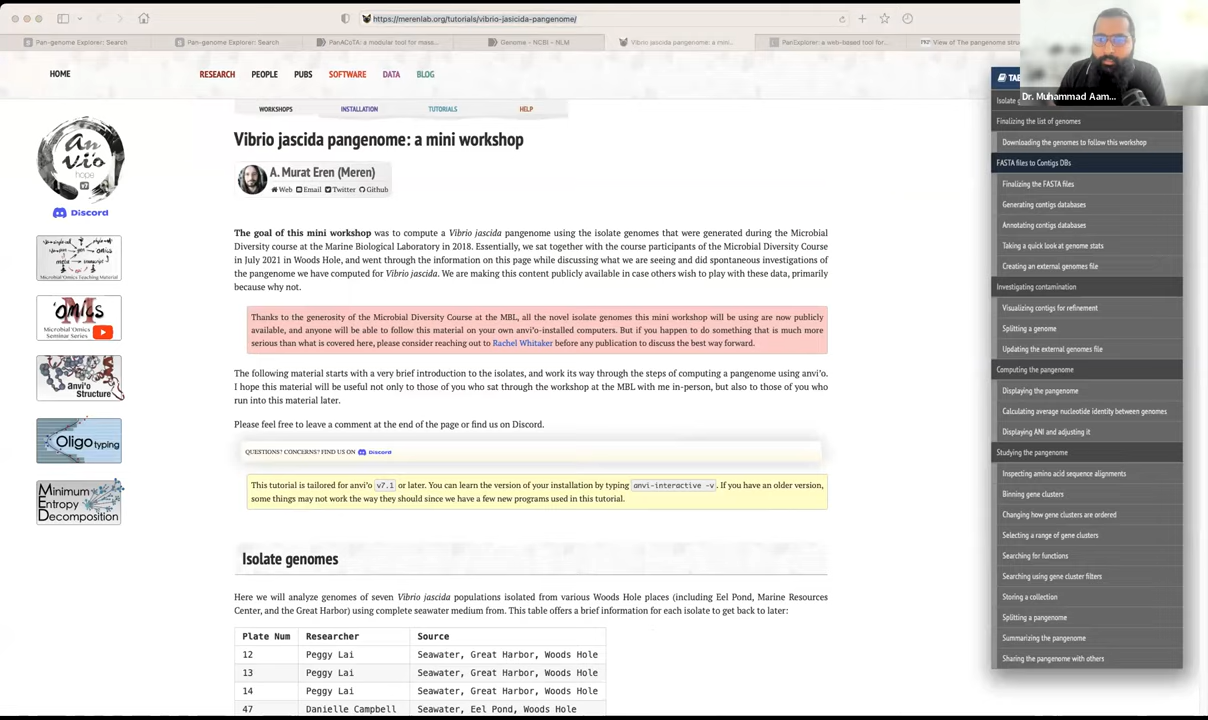 https://merenlab.org/tutorials/vibrio-jasicida-pangenome/
Pan-genome Explorer: Search
Pan-genome Explorer: Search
PanACoTA: a modular tool for mass...
Genome - NCBI - NLM
Vibrio jascida pangenome: a mini...
PanExplorer: a web-based tool for...
View of The pangenome stru
HOME
RESEARCH PEOPLE PUBS SOFTWARE DATA BLOG
WORKSHOPS INSTALLATION TUTORIALS HELP
An
vi'o
hope
v7
Discord
Microbial 'Omics Teaching Material
'omics
Microbial 'Omics
Seminar Series
Anvi'o
Structure
Oligotyping
Minimum
Entropy
Decomposition
Vibrio jascida pangenome: a mini workshop
A. Murat Eren (Meren)
Web Email Twitter Github
The goal of this mini workshop was to compute a Vibrio jascida pangenome using the isolate genomes that were generated during the Microbial
Diversity course at the Marine Biological Laboratory in 2018. Essentially, we sat together with the course participants of the Microbial Diversity Course
in July 2021 in Woods Hole, and went through the information on this page while discussing what we are seeing and did spontaneous investigations of
the pangenome we have computed for Vibrio jascida. We are making this content publicly available in case others wish to play with these data, primarily
because why not.
Thanks to the generosity of the Microbial Diversity Course at the MBL, all the novel isolate genomes this mini workshop will be using are now publicly
available, and anyone will be able to follow this material on your own anvi'o-installed computers. But if you happen to do something that is much more
serious than what is covered here, please consider reaching out to Rachel Whitaker before any publication to discuss the best way forward.
The following material starts with a very brief introduction to the isolates, and work its way through the steps of computing a pangenome using anvi'o.
I hope this material will be useful not only to those of you who sat through the workshop at the MBL with me in-person, but also to those of you who
run into this material later.
Please feel free to leave a comment at the end of the page or find us on Discord.
QUESTIONS? CONCERNS? FIND US ON Discord
This tutorial is tailored for anvi'o v7.1 or later. You can learn the version of your installation by typing anvi-interactive -v. If you have an older version,
some things may not work the way they should since we have a few new programs used in this tutorial.
Isolate genomes
Here we will analyze genomes of seven Vibrio jascida populations isolated from various Woods Hole places (including Eel Pond, Marine Resources
Center, and the Great Harbor) using complete seawater medium from. This table offers a brief information for each isolate to get back to later:
Plate Num Researcher Source
12 Peggy Lai Seawater, Great Harbor, Woods Hole
13 Peggy Lai Seawater, Great Harbor, Woods Hole
14 Peggy Lai Seawater, Great Harbor, Woods Hole
47 Danielle Campbell Seawater, Eel Pond, Woods Hole
Dr. Muhammad Aam...
TAB
Isolate g
Finalizing the list of genomes
Downloading the genomes to follow this workshop
FASTA files to Contigs DBs
Finalizing the FASTA files
Generating contigs databases
Annotating contigs databases
Taking a quick look at genome stats
Creating an external genomes file
Investigating contamination
Visualizing contigs for refinement
Splitting a genome
Updating the external genomes file
Computing the pangenome
Displaying the pangenome
Calculating average nucleotide identity between genomes
Displaying ANI and adjusting it
Studying the pangenome
Inspecting amino acid sequence alignments
Binning gene clusters
Changing how gene clusters are ordered
Selecting a range of gene clusters
Searching for functions
Searching using gene cluster filters
Storing a collection
Splitting a pangenome
Summarizing the pangenome
Sharing the pangenome with others